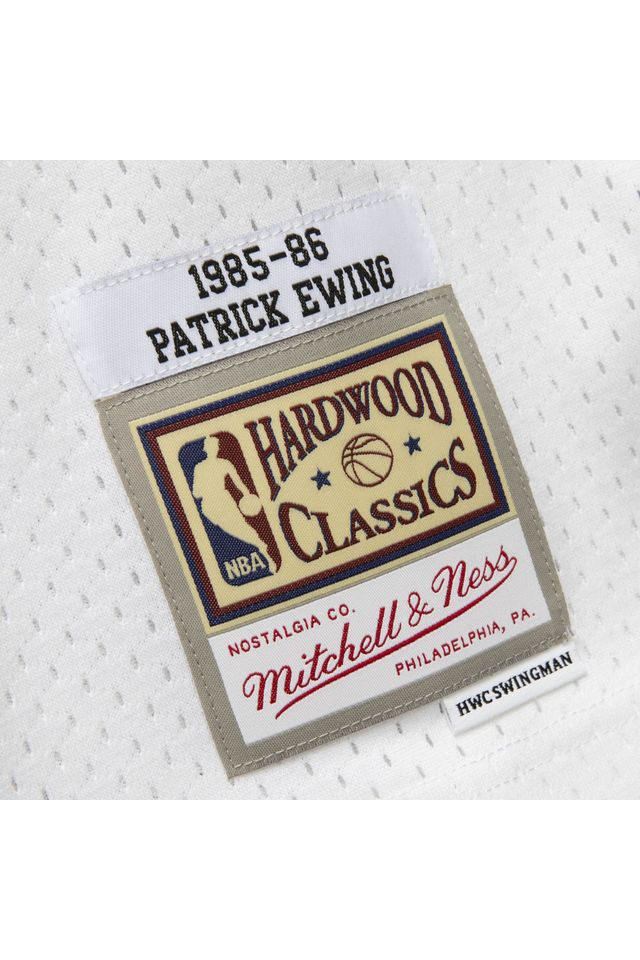 1985-86
PATRICK EWING
HARDWOOD
CLASSICS
NBA
NOSTALGIA CO.
Mitchell & Ness
PHILADELPHIA, PA.
HWC SWINGMAN